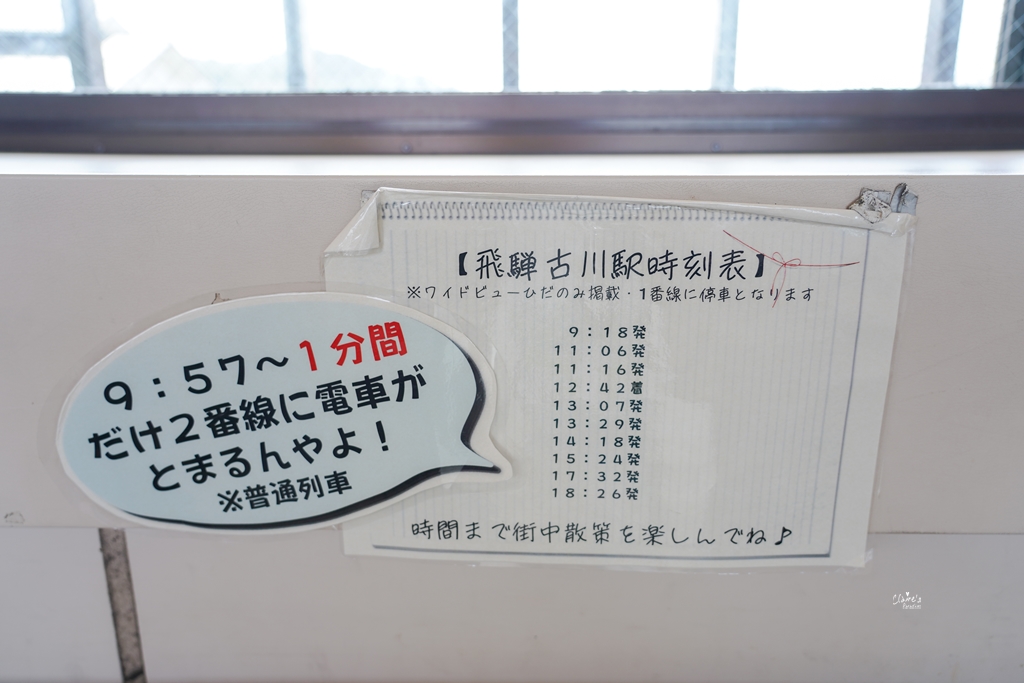 【飛騨古川駅時刻表】
※ワイドビューひだのみ掲載・1番線に停車となります
9:18発
11:06発
11:16発
12:42着
13:07発
13:29発
14:18発
15:24発
17:32発
18:26発
時間まで街中散策を楽しんでね♪
9:57~1分間
だけ2番線に電車が
とまるんやよ!
※普通列車
Claire's
Paradise